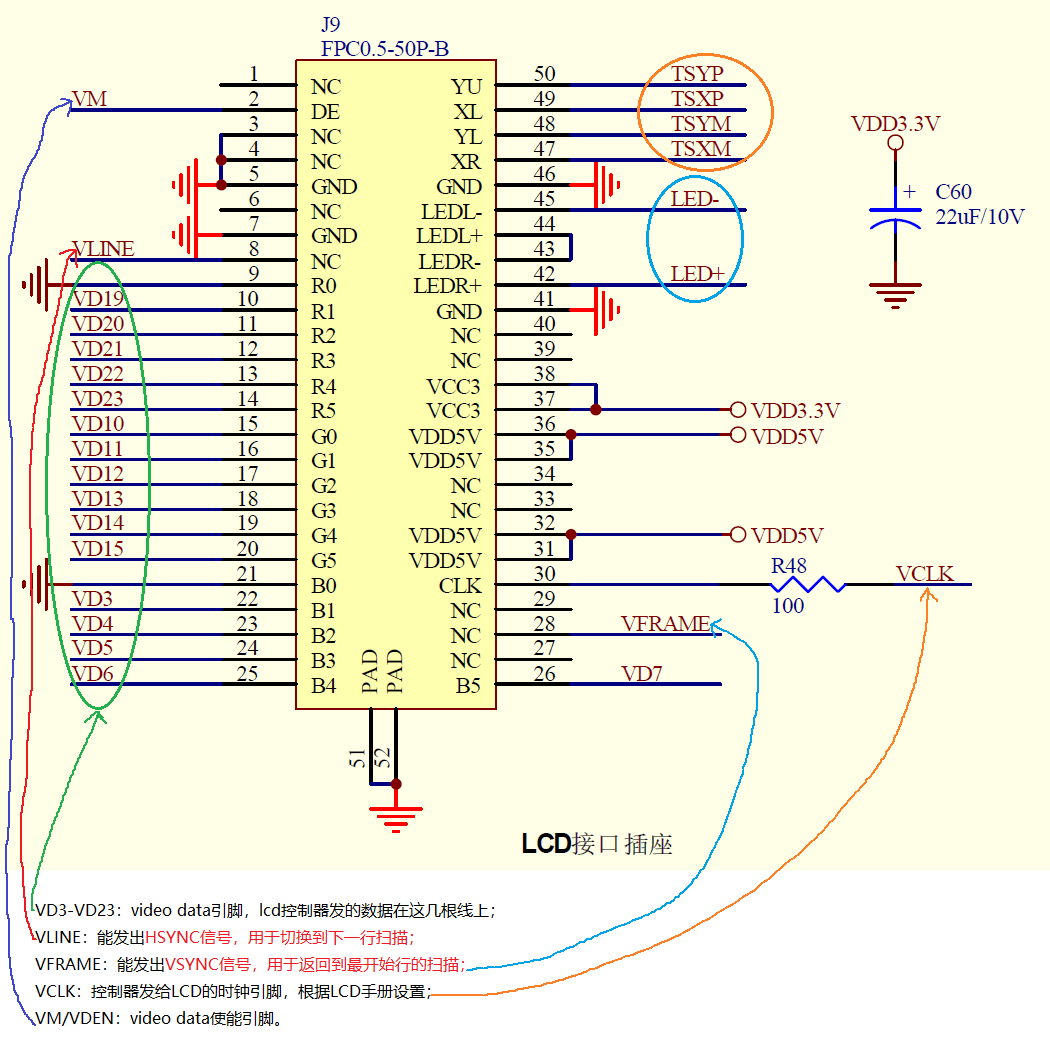 J9
FPC0.5-50P-B
1 NC YU 50 TSYP
VM 2 DE XL 49 TSXP
3 NC YL 48 TSYM
4 NC XR 47 TSXM
5 GND GND 46
6 NC LEDL- 45 LED-
7 GND LEDL+ 44
VLINE 8 NC LEDR- 43
9 R0 LEDR+ 42 LED+
VD19 10 R1 GND 41
VD20 11 R2 NC 40
VD21 12 R3 NC 39
VD22 13 R4 VCC3 38
VD23 14 R5 VCC3 37 VDD3.3V
VD10 15 G0 VDD5V 36 VDD5V
VD11 16 G1 VDD5V 35
VD12 17 G2 NC 34
VD13 18 G3 NC 33
VD14 19 G4 VDD5V 32 VDD5V
VD15 20 G5 VDD5V 31
21 B0 CLK 30 R48 100 VCLK
VD3 22 B1 NC 29
VD4 23 B2 NC 28 VFRAME
VD5 24 B3 NC 27
VD6 25 B4 B5 26 VD7
PAD PAD
51 52
VDD3.3V
+ C60
22uF/10V
LCD接口插座
VD3-VD23：video data引脚，lcd控制器发的数据在这几根线上；
VLINE：能发出HSYNC信号，用于切换到下一行扫描；
VFRAME：能发出VSYNC信号，用于返回到最开始行的扫描；
VCLK：控制器发给LCD的时钟引脚，根据LCD手册设置；
VM/VDEN：video data使能引脚。